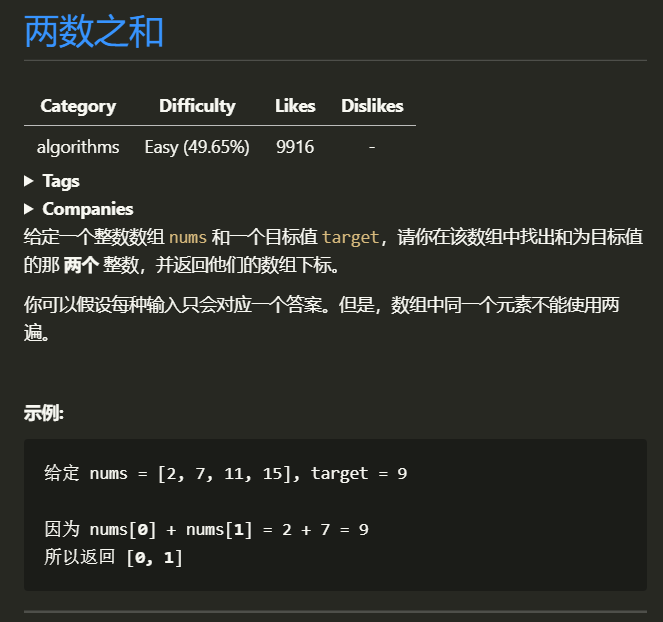 两数之和
Category Difficulty Likes Dislikes
algorithms Easy (49.65%) 9916 -
▶ Tags
▶ Companies
给定一个整数数组 nums 和一个目标值 target，请你在该数组中找出和为目标值
的那 两个 整数，并返回他们的数组下标。
你可以假设每种输入只会对应一个答案。但是，数组中同一个元素不能使用两
遍。
示例:
给定 nums = [2, 7, 11, 15], target = 9
因为 nums[0] + nums[1] = 2 + 7 = 9
所以返回 [0, 1]